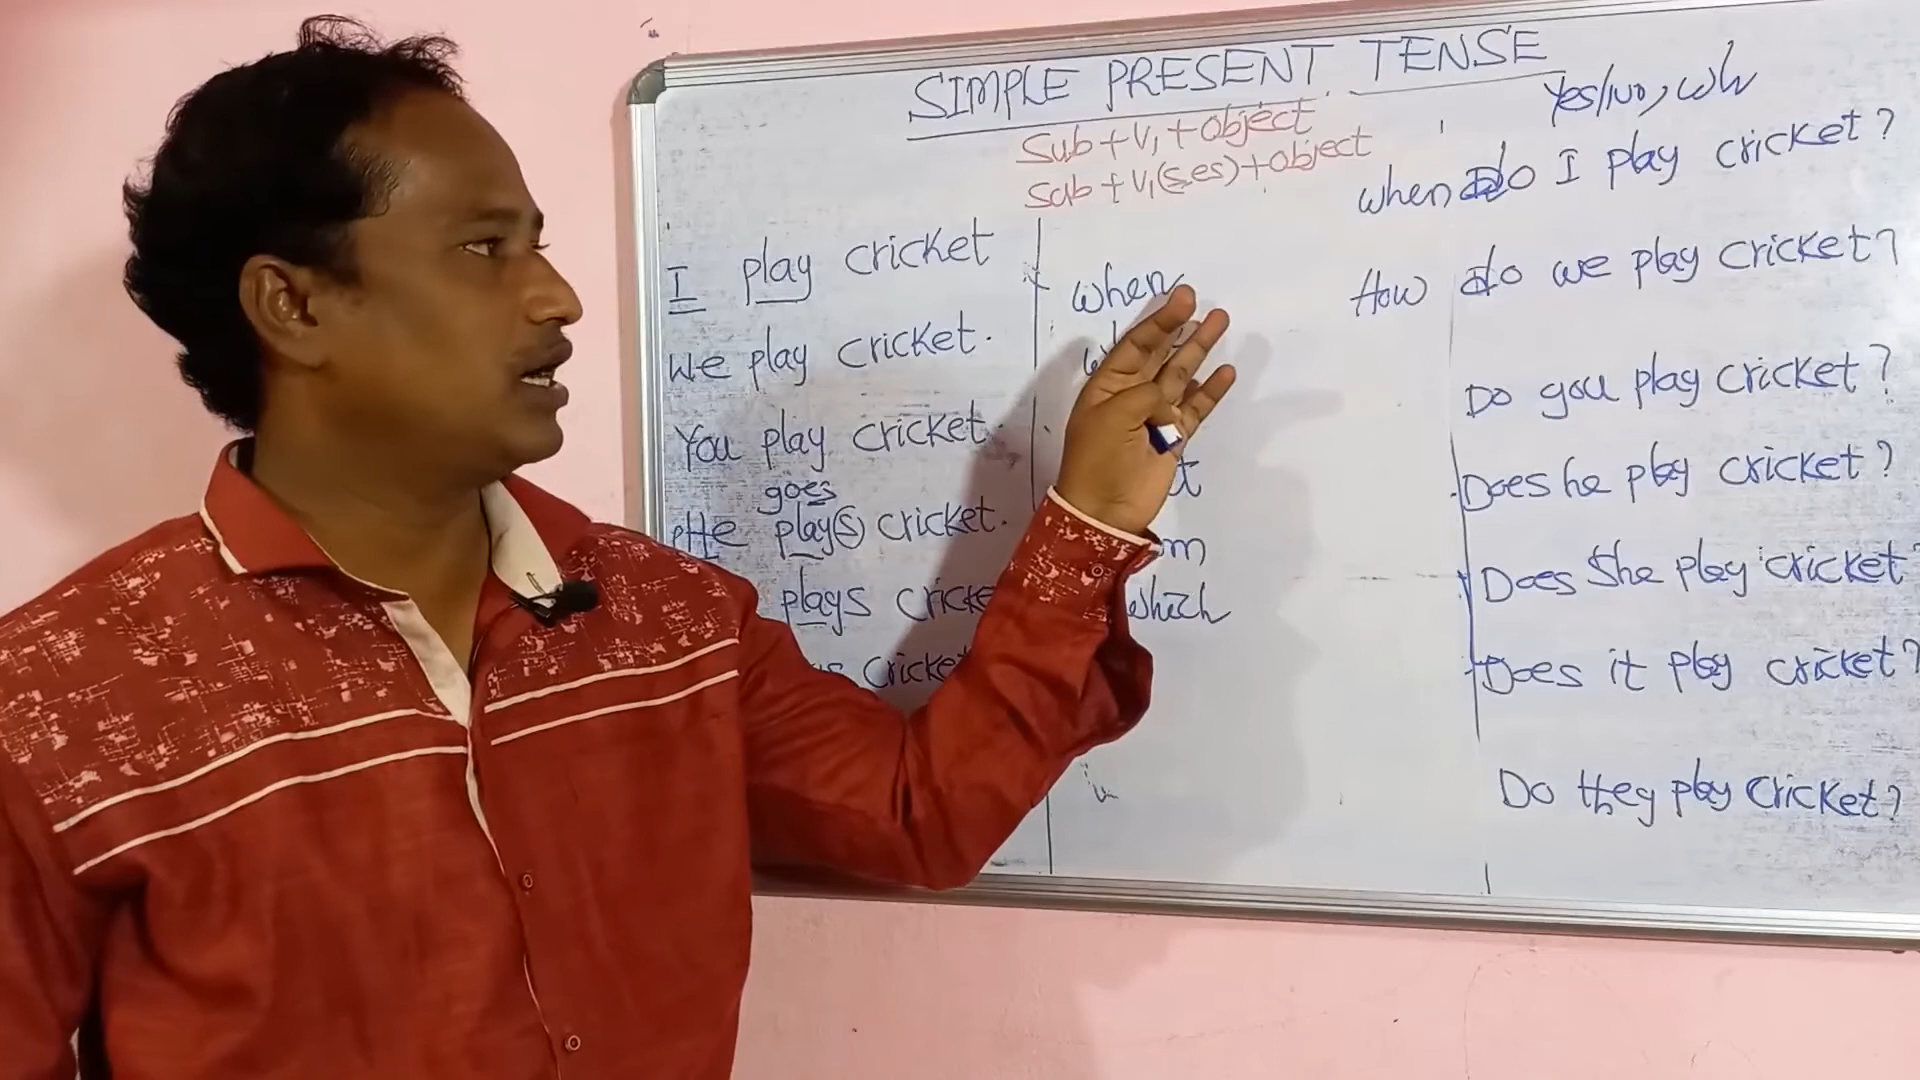 SIMPLE PRESENT TENSE
Yes/No, Wh
Sub + V1 + Object
Sub + V1(s.es) + Object
I play cricket
We play cricket.
You play cricket.
goes
He play(s) cricket.
plays cricke
cricket
when
which
when do I play cricket?
How do we play cricket?
Do you play cricket?
Does he play cricket?
Does She play cricket?
Does it play cricket?
Do they play cricket?